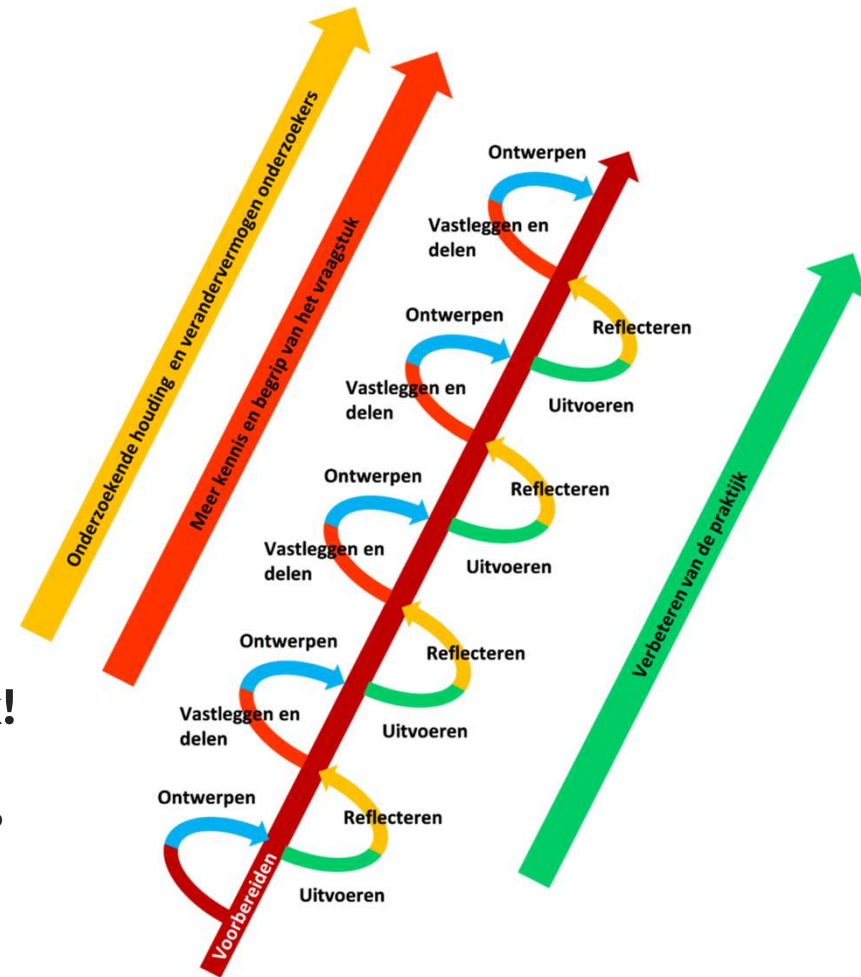 Onderzoekende houding en verandervermogen onderzoekers
Meer kennis en begrip van het vraagstuk
Ontwerpen
Vastleggen en
delen
Reflecteren
Ontwerpen
Uitvoeren
Vastleggen en
delen
Reflecteren
Ontwerpen
Uitvoeren
Vastleggen en
delen
Reflecteren
Ontwerpen
Uitvoeren
Vastleggen en
delen
Reflecteren
Ontwerpen
Uitvoeren
Voorbereiden
Verbeteren van de praktijk